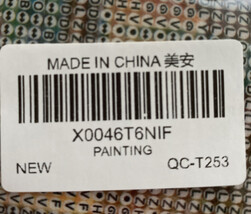 MADE IN CHINA 美安
X0046T6NIF
PAINTING
NEW QC-T253